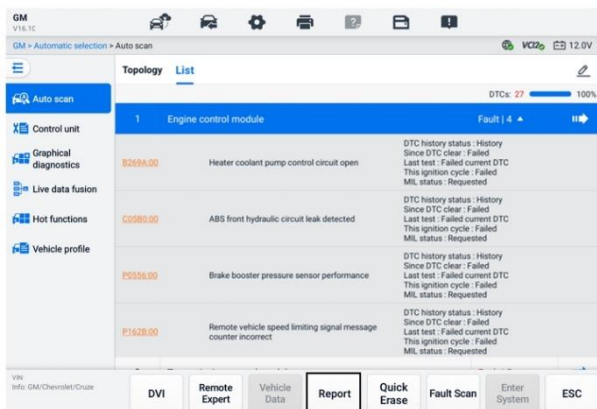 GM
V16.10
GM > Automatic selection > Auto scan
VCI2 12.0V
Topology List
DTCs: 27 100%
Auto scan
Control unit
Graphical
diagnostics
Live data fusion
Hot functions
Vehicle profile
1 Engine control module Fault | 4
B269A:00 Heater coolant pump control circuit open
DTC history status : History
Since DTC clear : Failed
Last test : Failed current DTC
This ignition cycle : Failed
MIL status : Requested
C05B0:00 ABS front hydraulic circuit leak detected
DTC history status : History
Since DTC clear : Failed
Last test : Failed current DTC
This ignition cycle : Failed
MIL status : Requested
P0556:00 Brake booster pressure sensor performance
DTC history status : History
Since DTC clear : Failed
Last test : Failed current DTC
This ignition cycle : Failed
MIL status : Requested
P162B:00 Remote vehicle speed limiting signal message
counter incorrect
DTC history status : History
Since DTC clear : Failed
Last test : Failed current DTC
This ignition cycle : Failed
MIL status : Requested
VIN:
Info: GM/Chevrolet/Cruze
DVI
Remote
Expert
Vehicle
Data
Report
Quick
Erase
Fault Scan
Enter
System
ESC